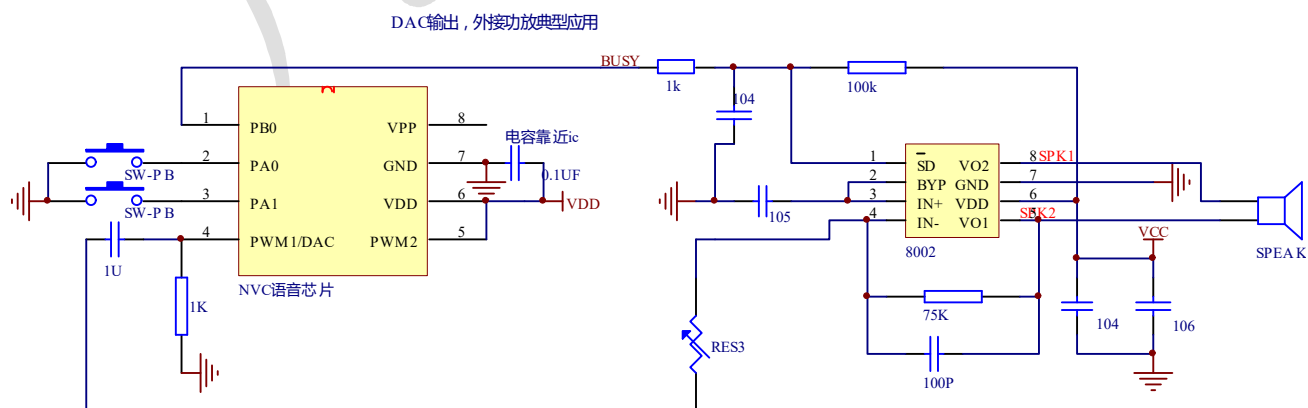 DAC输出，外接功放典型应用
BUSY
1k
104
100k
1
PB0
VPP
8
电容靠近ic
2
PA0
GND
7
0.1UF
SW-PB
3
PA1
VDD
6
VDD
SW-PB
4
PWM1/DAC
PWM2
5
1U
NVC语音芯片
1K
1
SD
VO2
8
SPK1
2
BYP
GND
7
3
IN+
VDD
6
105
4
IN-
VO1
5
SPK2
8002
VCC
SPEAK
75K
104
106
RES3
100P